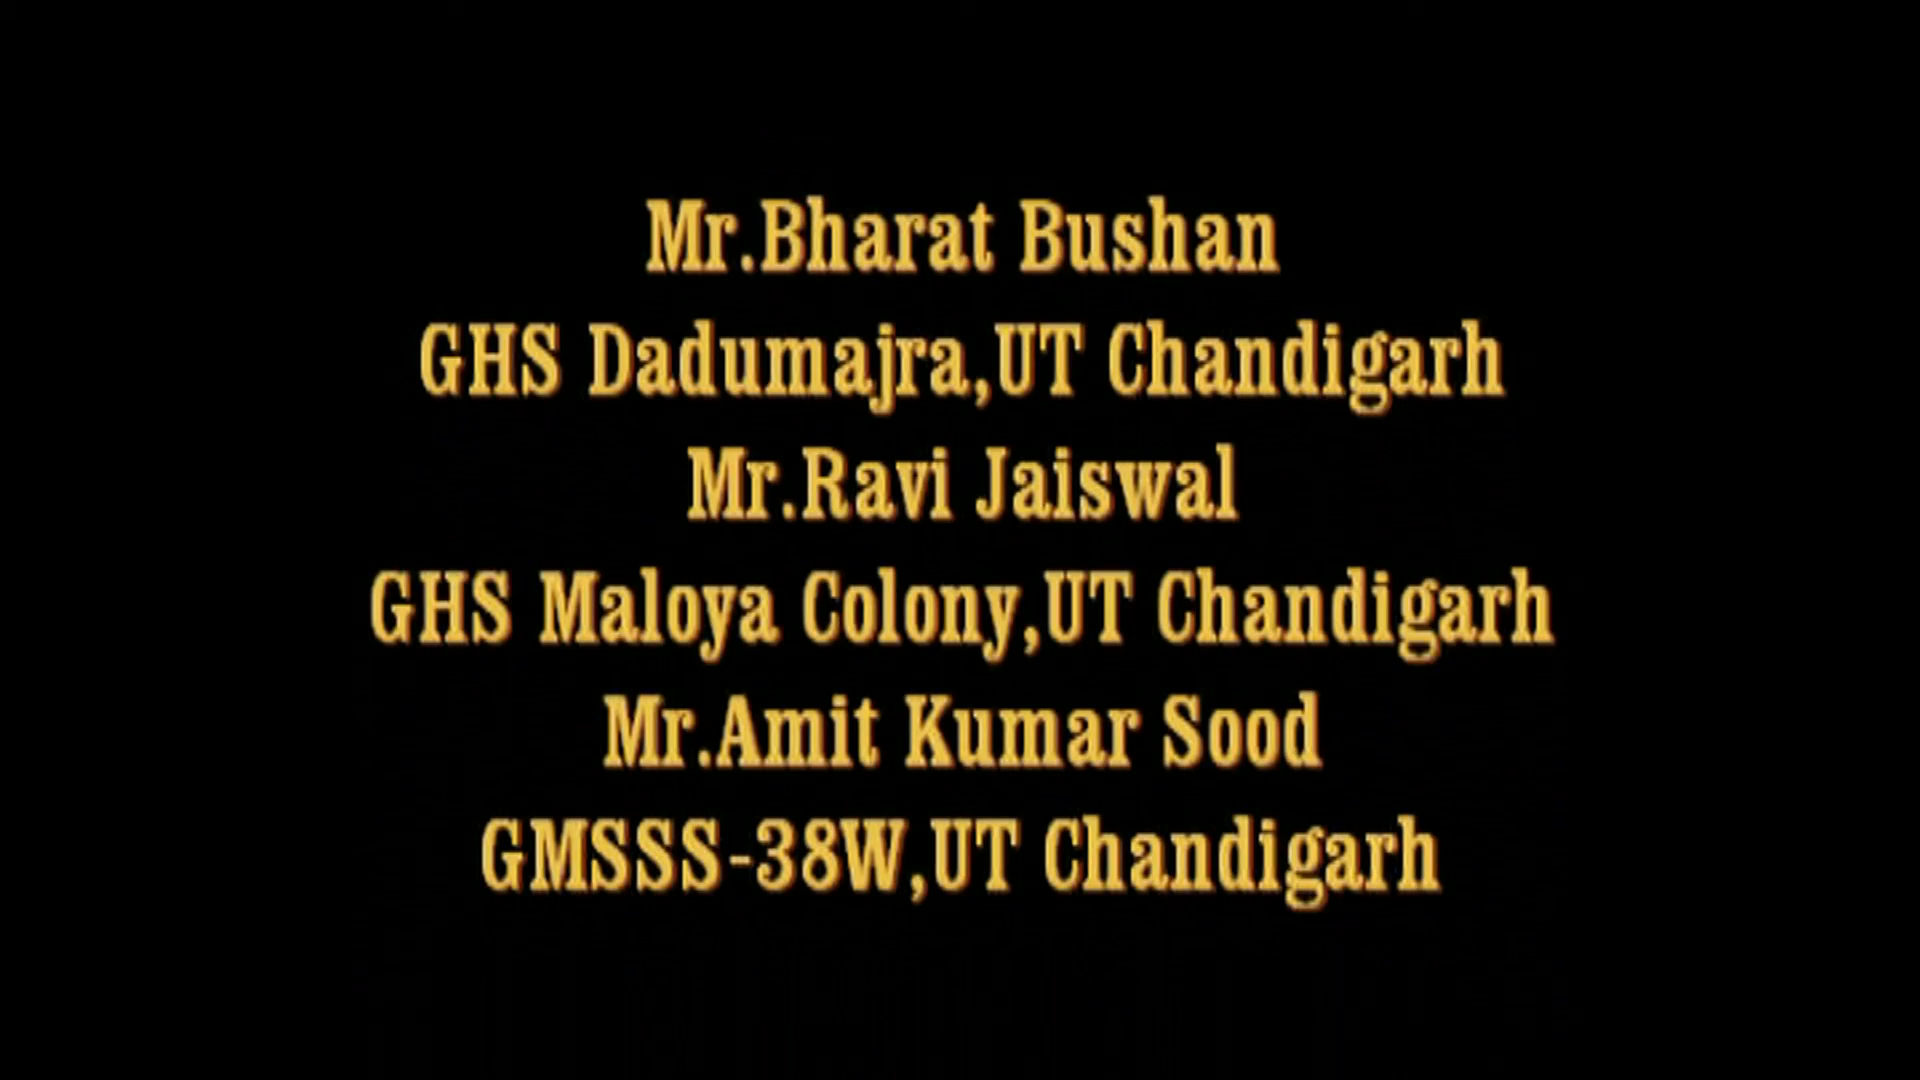 Mr.Bharat Bushan
GHS Dadumajra,UT Chandigarh
Mr.Ravi Jaiswal
GHS Maloya Colony,UT Chandigarh
Mr.Amit Kumar Sood
GMSSS-38W,UT Chandigarh